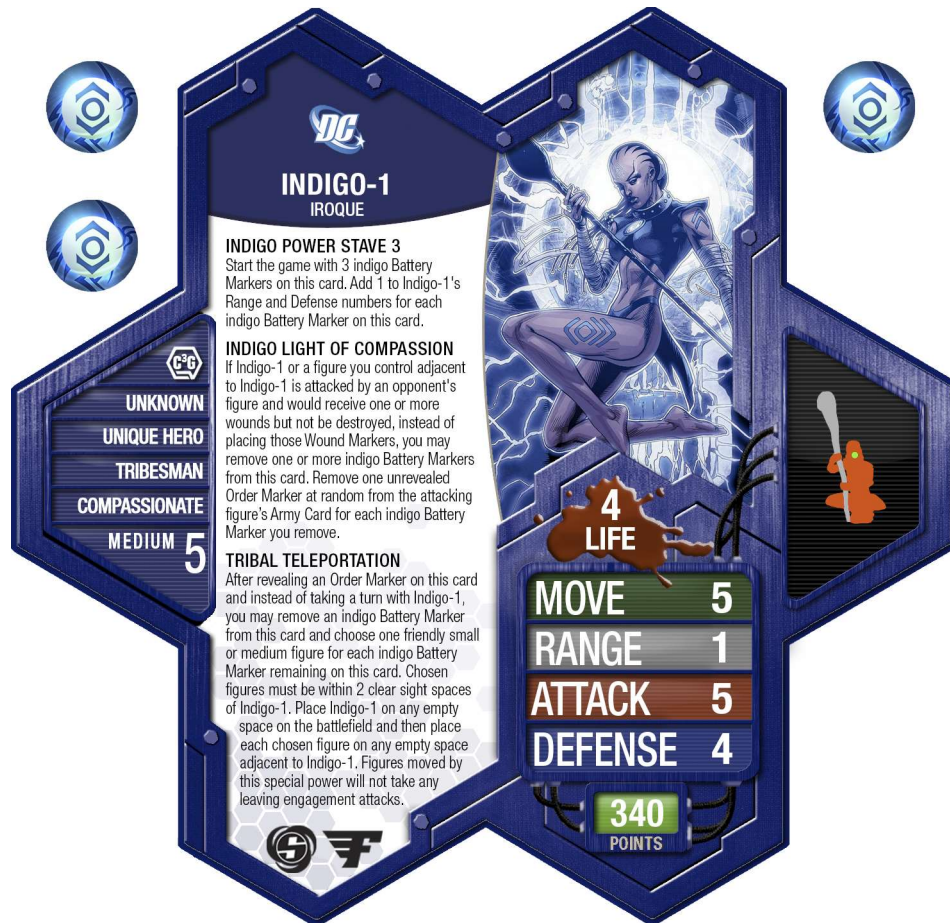 DC
INDIGO-1
IROQUE
INDIGO POWER STAVE 3
Start the game with 3 indigo Battery
Markers on this card. Add 1 to Indigo-1's
Range and Defense numbers for each
indigo Battery Marker on this card.
INDIGO LIGHT OF COMPASSION
If Indigo-1 or a figure you control adjacent
to Indigo-1 is attacked by an opponent's
figure and would receive one or more
wounds but not be destroyed, instead of
placing those Wound Markers, you may
remove one or more indigo Battery Markers
from this card. Remove one unrevealed
Order Marker at random from the attacking
figure's Army Card for each indigo Battery
Marker you remove.
TRIBAL TELEPORTATION
After revealing an Order Marker on this card
and instead of taking a turn with Indigo-1,
you may remove an indigo Battery Marker
from this card and choose one friendly small
or medium figure for each indigo Battery
Marker remaining on this card. Chosen
figures must be within 2 clear sight spaces
of Indigo-1. Place Indigo-1 on any empty
space on the battlefield and then place
each chosen figure on any empty space
adjacent to Indigo-1. Figures moved by
this special power will not take any
leaving engagement attacks.
S F
C3G
UNKNOWN
UNIQUE HERO
TRIBESMAN
COMPASSIONATE
MEDIUM 5
4
LIFE
MOVE 5
RANGE 1
ATTACK 5
DEFENSE 4
340
POINTS